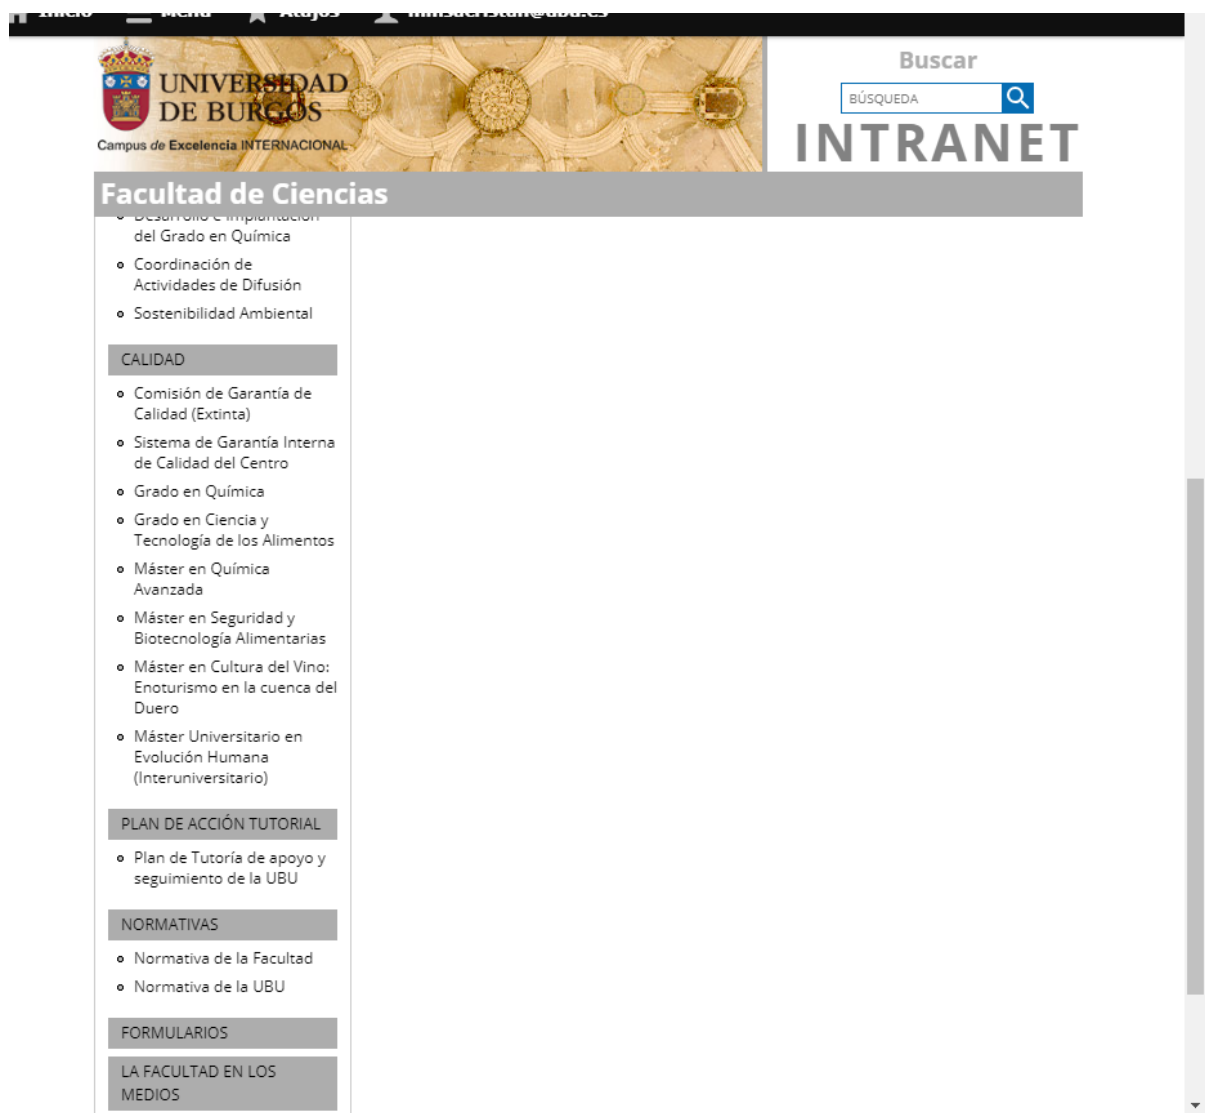 Inicio Menú Atajos
UNIVERSIDAD
DE BURGOS
Campus de Excelencia INTERNACIONAL
Buscar
BÚSQUEDA
INTRANET
Facultad de Ciencias
Desarrollo e Implantación
del Grado en Química
Coordinación de
Actividades de Difusión
Sostenibilidad Ambiental
CALIDAD
Comisión de Garantía de
Calidad (Extinta)
Sistema de Garantía Interna
de Calidad del Centro
Grado en Química
Grado en Ciencia y
Tecnología de los Alimentos
Máster en Química
Avanzada
Máster en Seguridad y
Biotecnología Alimentarias
Máster en Cultura del Vino:
Enoturismo en la cuenca del
Duero
Máster Universitario en
Evolución Humana
(Interuniversitario)
PLAN DE ACCIÓN TUTORIAL
Plan de Tutoría de apoyo y
seguimiento de la UBU
NORMATIVAS
Normativa de la Facultad
Normativa de la UBU
FORMULARIOS
LA FACULTAD EN LOS
MEDIOS